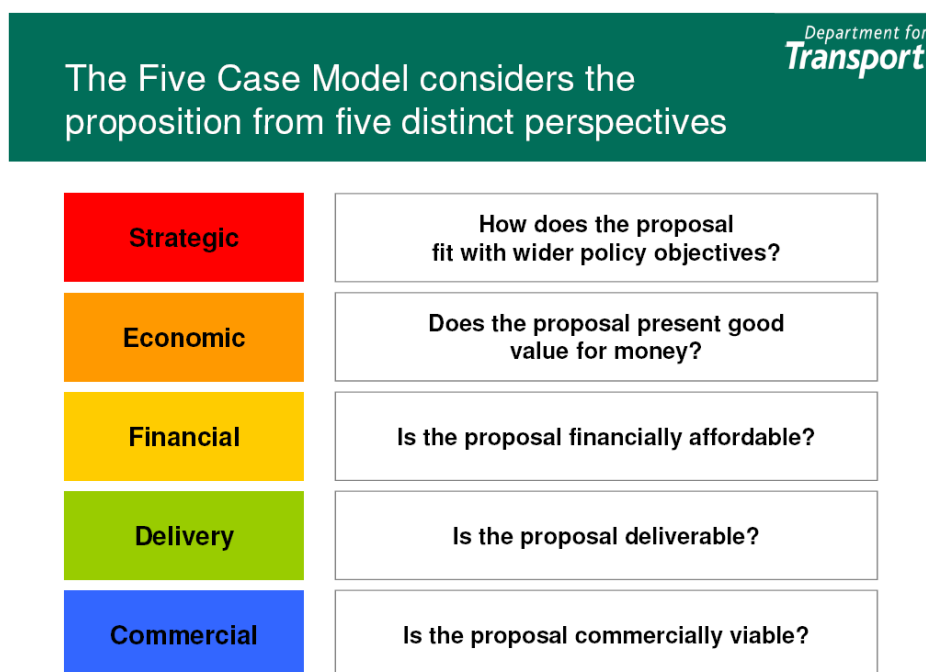 Department for
Transport
The Five Case Model considers the
proposition from five distinct perspectives
Strategic
How does the proposal
fit with wider policy objectives?
Economic
Does the proposal present good
value for money?
Financial
Is the proposal financially affordable?
Delivery
Is the proposal deliverable?
Commercial
Is the proposal commercially viable?